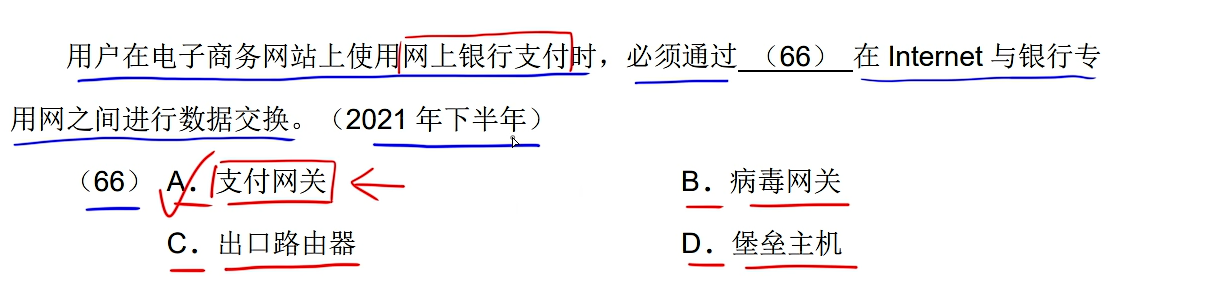 用户在电子商务网站上使用网上银行支付时，必须通过（66）在 Internet 与银行专
用网之间进行数据交换。（2021 年下半年）
（66）A．支付网关 B．病毒网关
C．出口路由器 D．堡垒主机